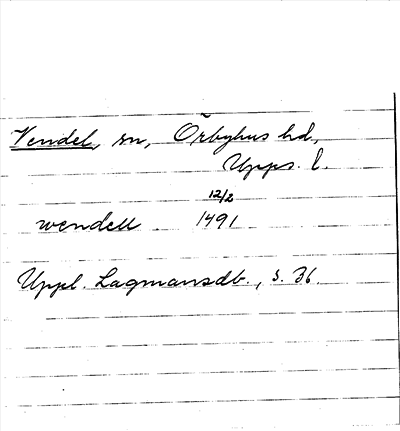 Vendel, sn, Örbyhus hd,
Upps. l.
12/2
wendell 1491
Uppl. Lagmansdb., s. 36.